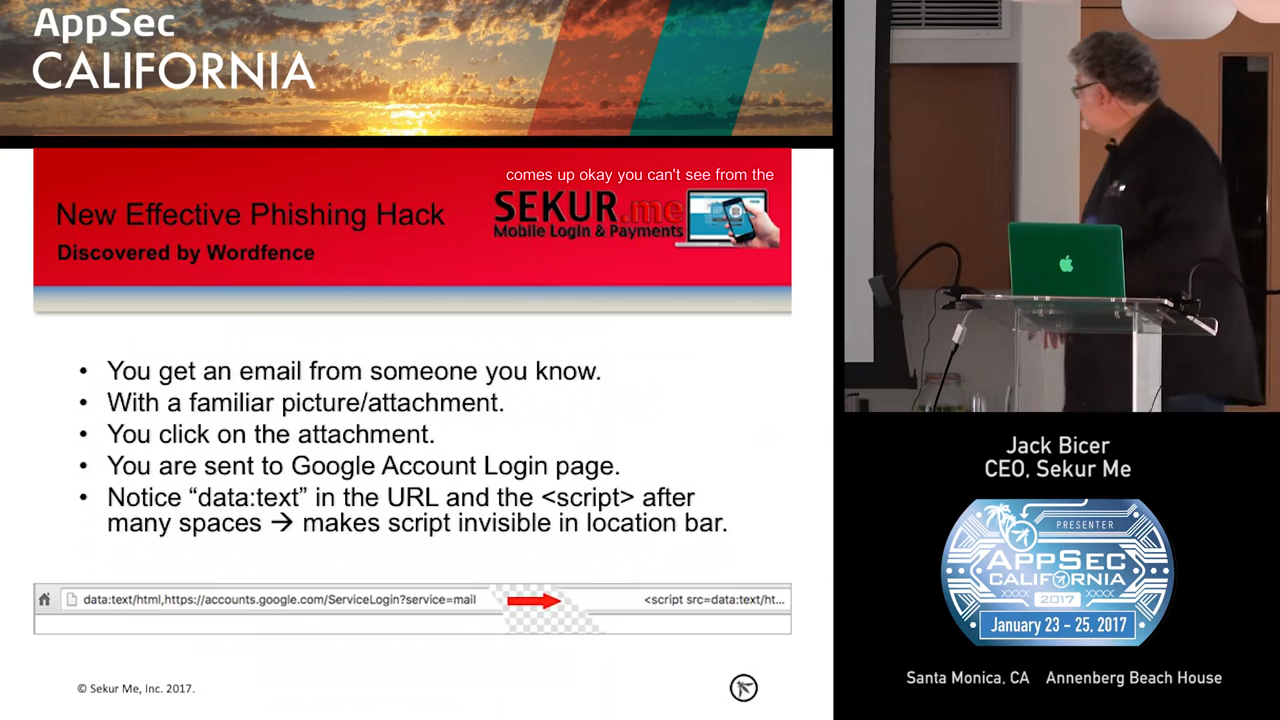 AppSec
CALIFORNIA
comes up okay you can't see from the
New Effective Phishing Hack
SEKUR.me
Mobile Login & Payments
Discovered by Wordfence
• You get an email from someone you know.
• With a familiar picture/attachment.
• You click on the attachment.
• You are sent to Google Account Login page.
• Notice “data:text” in the URL and the <script> after
many spaces → makes script invisible in location bar.
data:text/html,https://accounts.google.com/ServiceLogin?service=mail
<script src=data:text/ht...
© Sekur Me, Inc. 2017.
Jack Bicer
CEO, Sekur Me
PRESENTER
APPSEC
CALIFORNIA
2017
January 23 – 25, 2017
Santa Monica, CA Annenberg Beach House